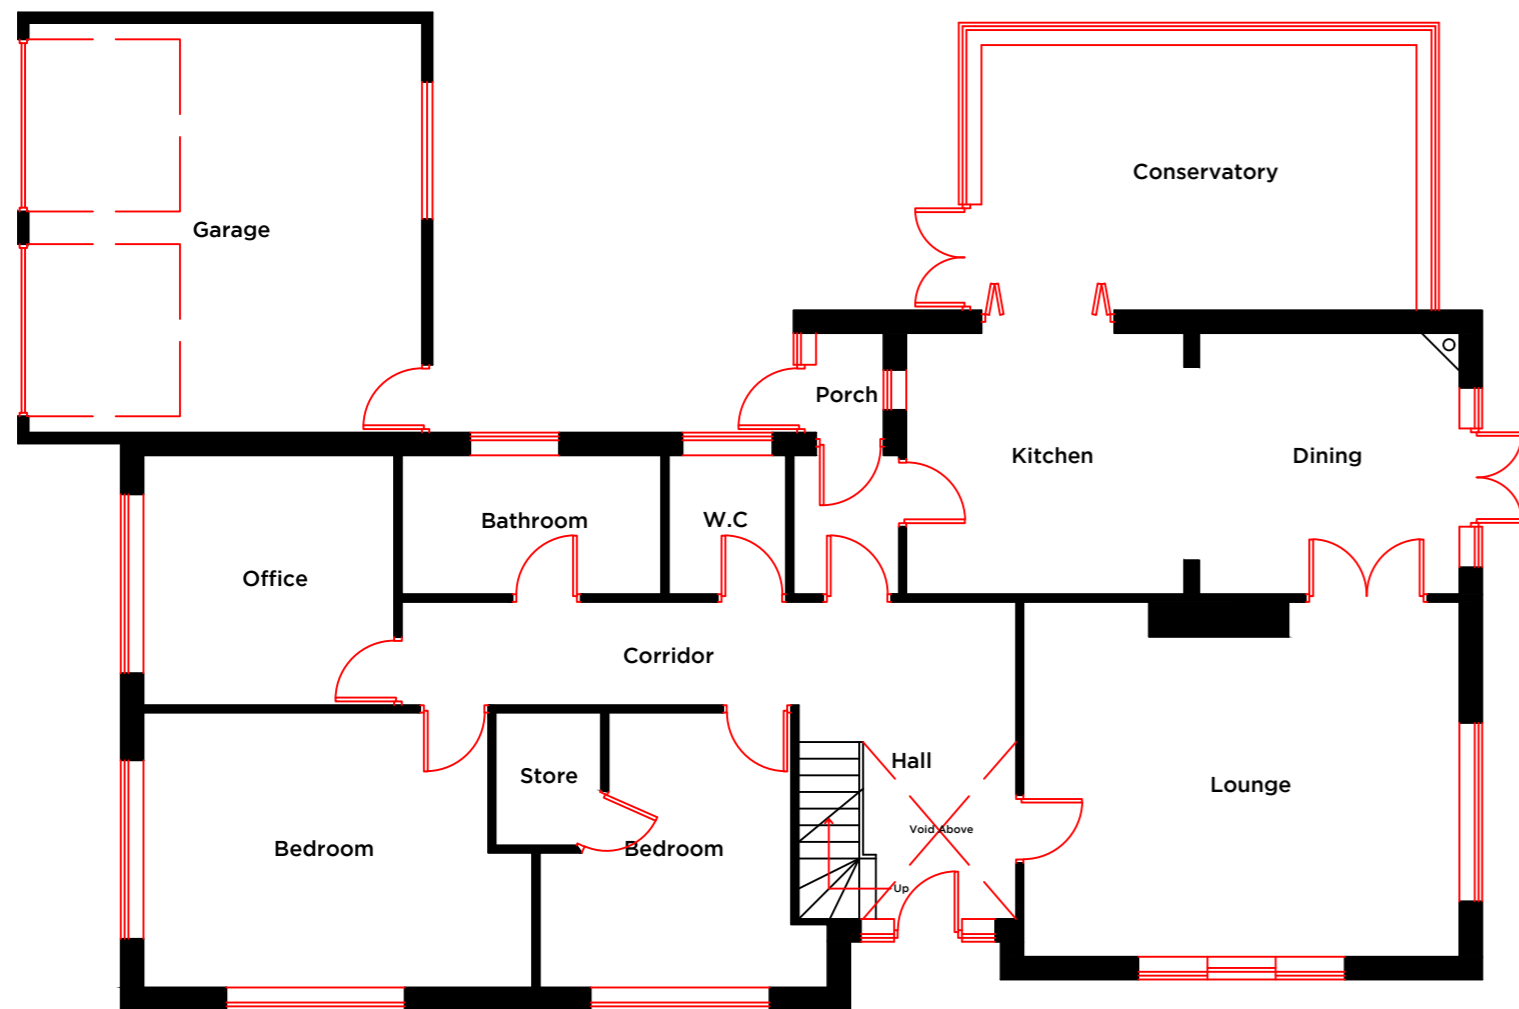 Conservatory
Garage
Porch
Kitchen
Dining
Bathroom
W.C
Office
Corridor
Hall
Store
Lounge
Void Above
Bedroom
Bedroom
Up